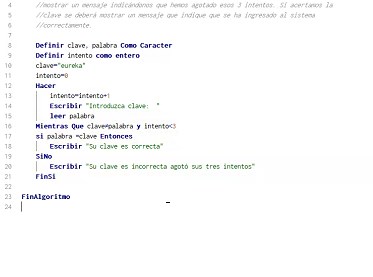 4 //mostrar un mensaje indicándonos que hemos agotado esos 3 intentos. Si acertamos la
5 //clave se deberá mostrar un mensaje que indique que se ha ingresado al sistema
6 //correctamente.
7
8 Definir clave, palabra Como Caracter
9 Definir intento como entero
10 clave="eureka"
11 intento=0
12 Hacer
13 intento=intento+1
14 Escribir "Introduzca clave: "
15 leer palabra
16 Mientras Que clave≠palabra y intento<3
17 si palabra =clave Entonces
18 Escribir "Su clave es correcta"
19 SiNo
20 Escribir "Su clave es incorrecta agotó sus tres intentos"
21 FinSi
22
23 FinAlgoritmo
24